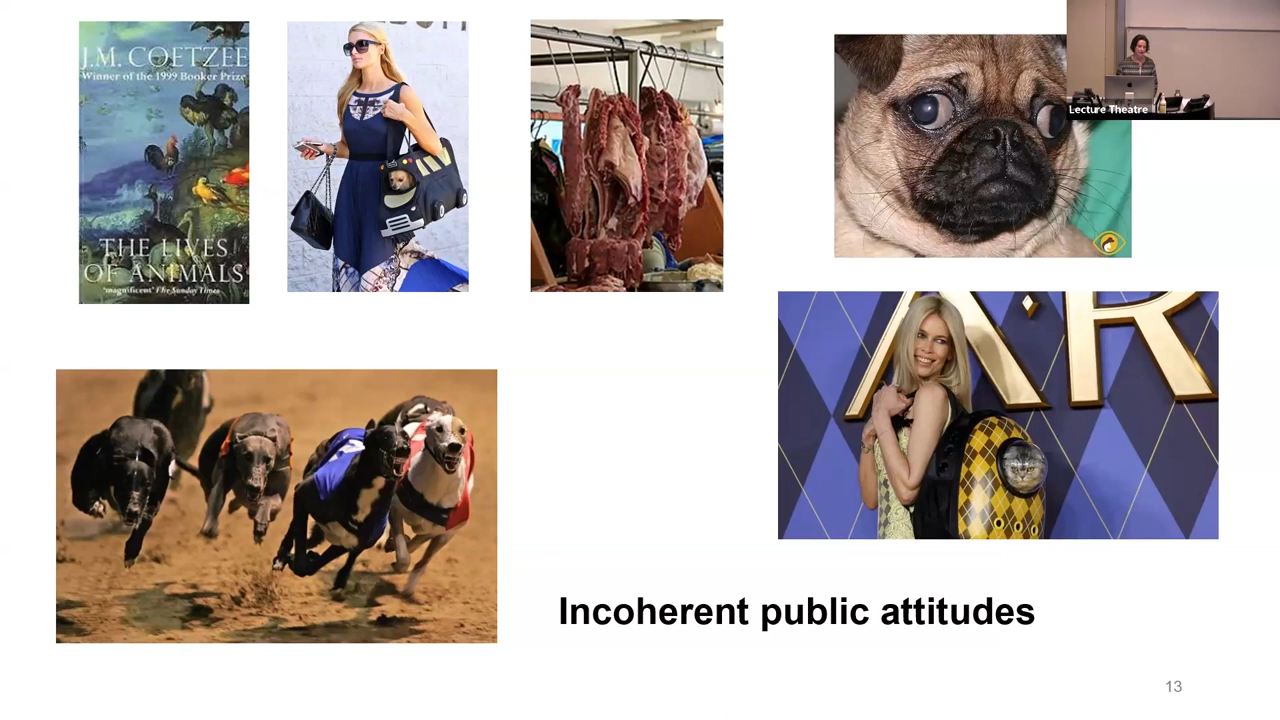 J.M. COETZEE
Winner of the 1999 Booker Prize
THE LIVES
OF ANIMALS
'magnificent' The Sunday Times
Lecture Theatre
AR
Incoherent public attitudes
13